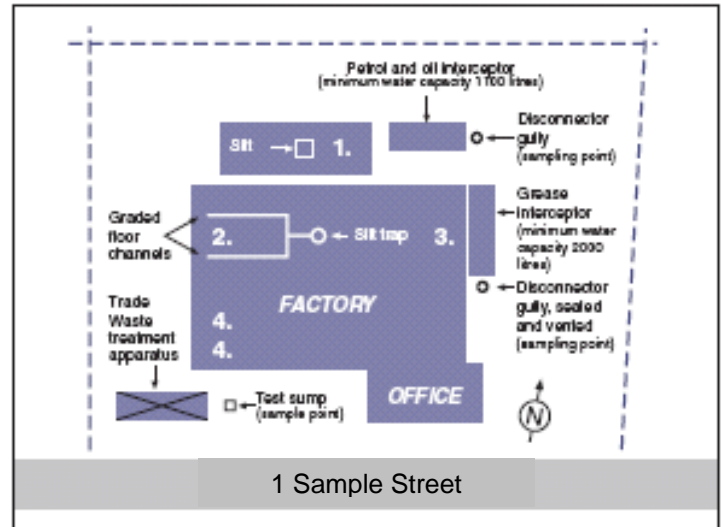 Petrol and oil interceptor
(minimum water capacity 1100 litres)
Silt
1.
Disconnector
gully
(sampling point)
Graded
floor
channels
2.
Silt trap
3.
Grease
interceptor
(minimum water
capacity 2000
litres)
FACTORY
Disconnector
gully, sealed
and vented
(sampling point)
Trade
Waste
treatment
apparatus
4.
4.
Test sump
(sample point)
OFFICE
N
1 Sample Street